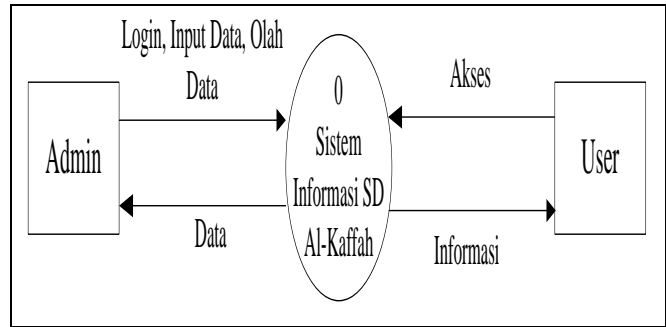 Login, Input Data, Olah
Data
Admin
Data
0
Sistem
Informasi SD
Al-Kaffah
Akses
User
Informasi